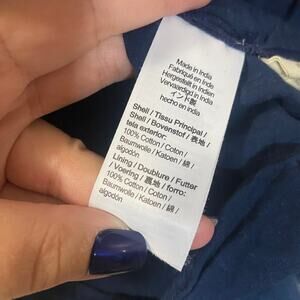 Made in India
Fabriqué en Inde
Hergestellt in Indien
Vervaardigd in India
インド製
hecho en India
Shell / Tissu Principal /
Shell / Bovenstof / 表地 /
tela exterior:
100% Cotton / Coton /
Baumwolle / Katoen / 綿 /
algodón
Lining / Doublure / Futter
/ Voering / 裏地 / forro:
100% Cotton / Coton /
Baumwolle / Katoen / 綿 /
algodón